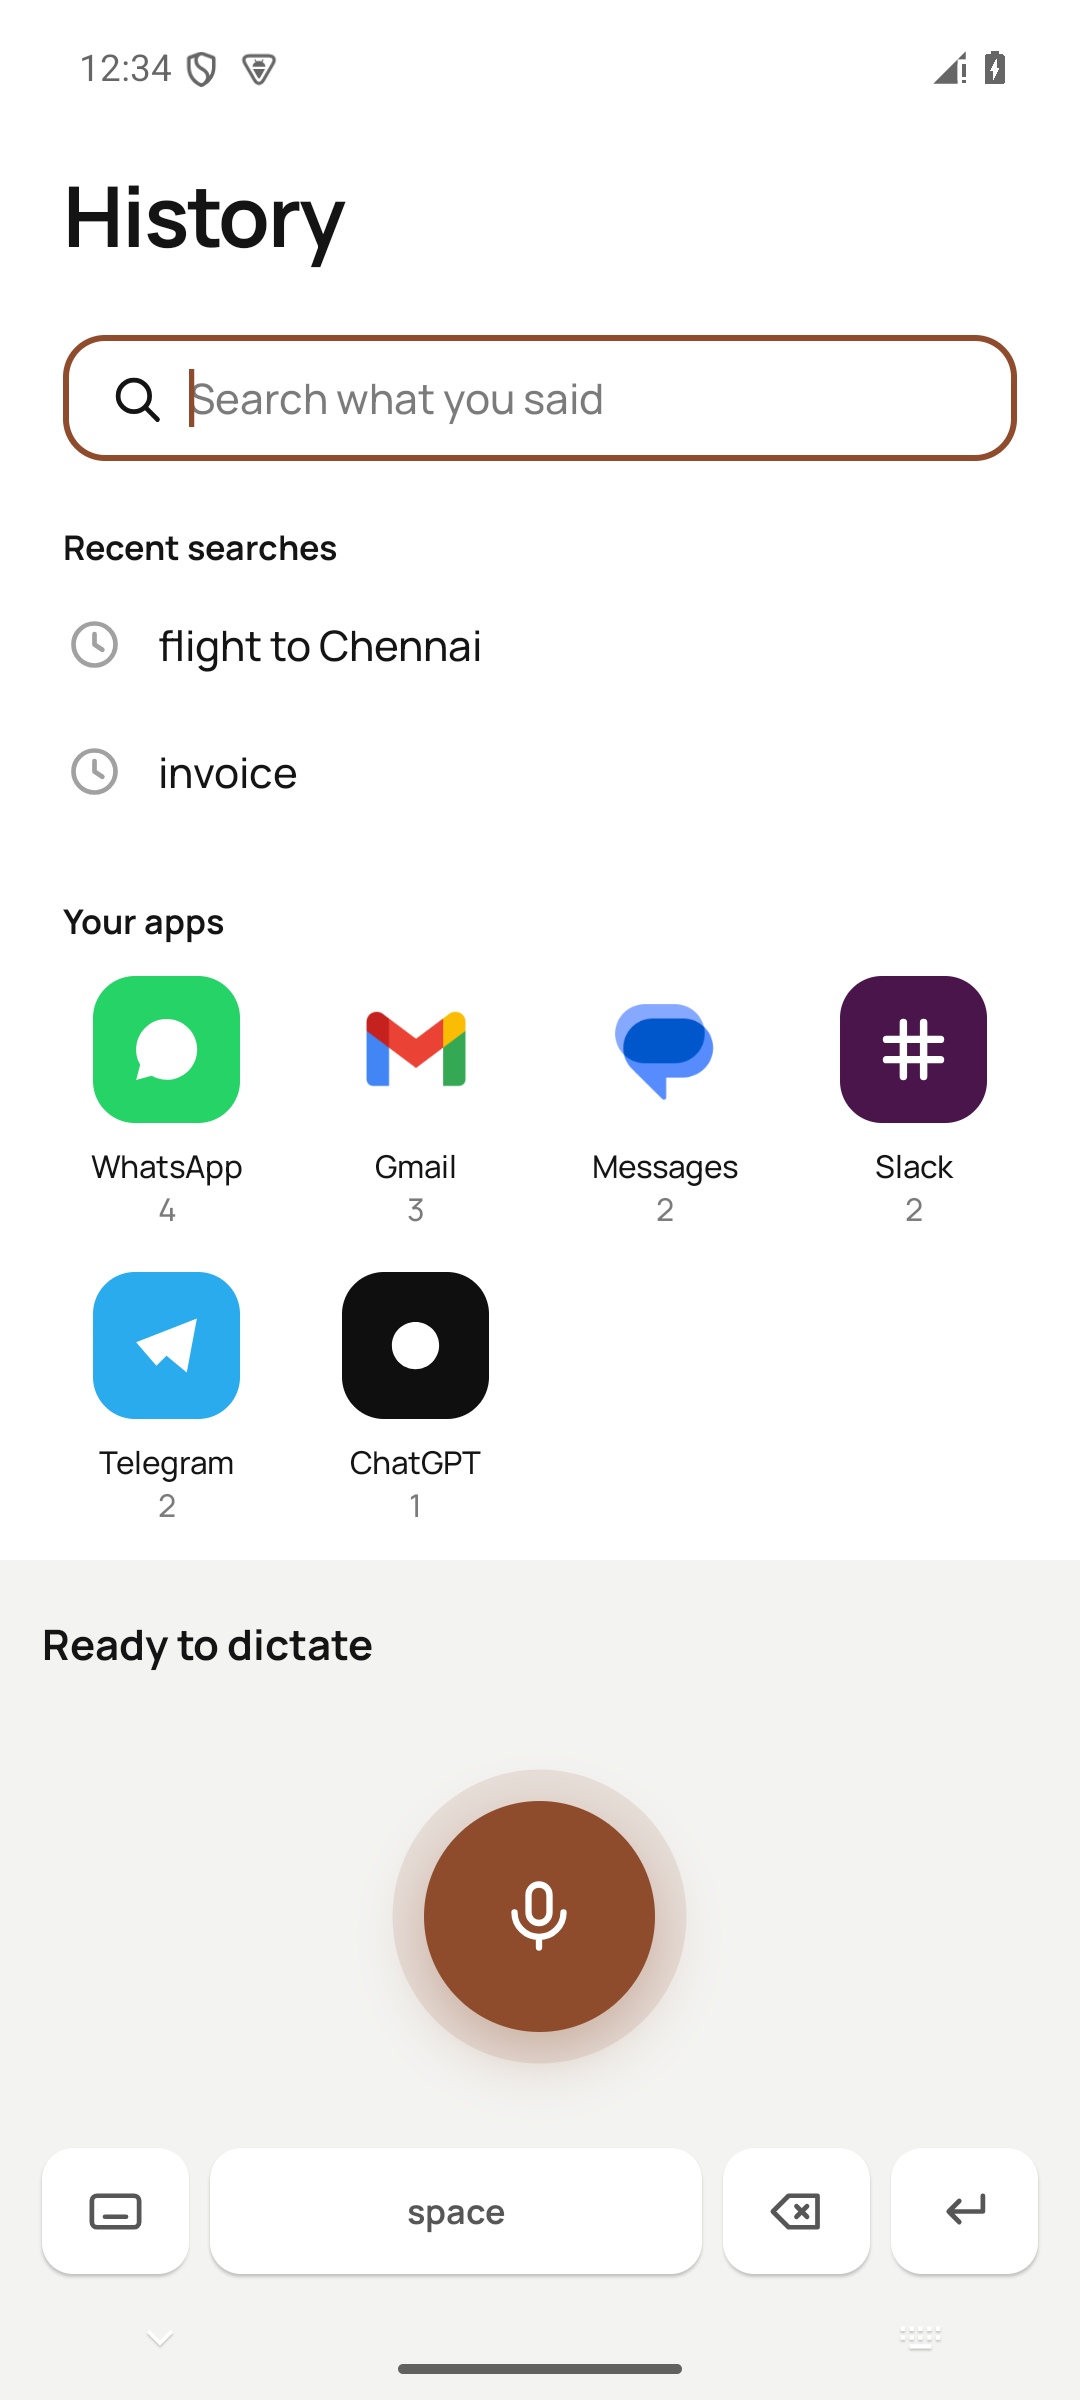 12:34
History
Search what you said
Recent searches
flight to Chennai
invoice
Your apps
WhatsApp
4
Gmail
3
Messages
2
Slack
2
Telegram
2
ChatGPT
1
Ready to dictate
space